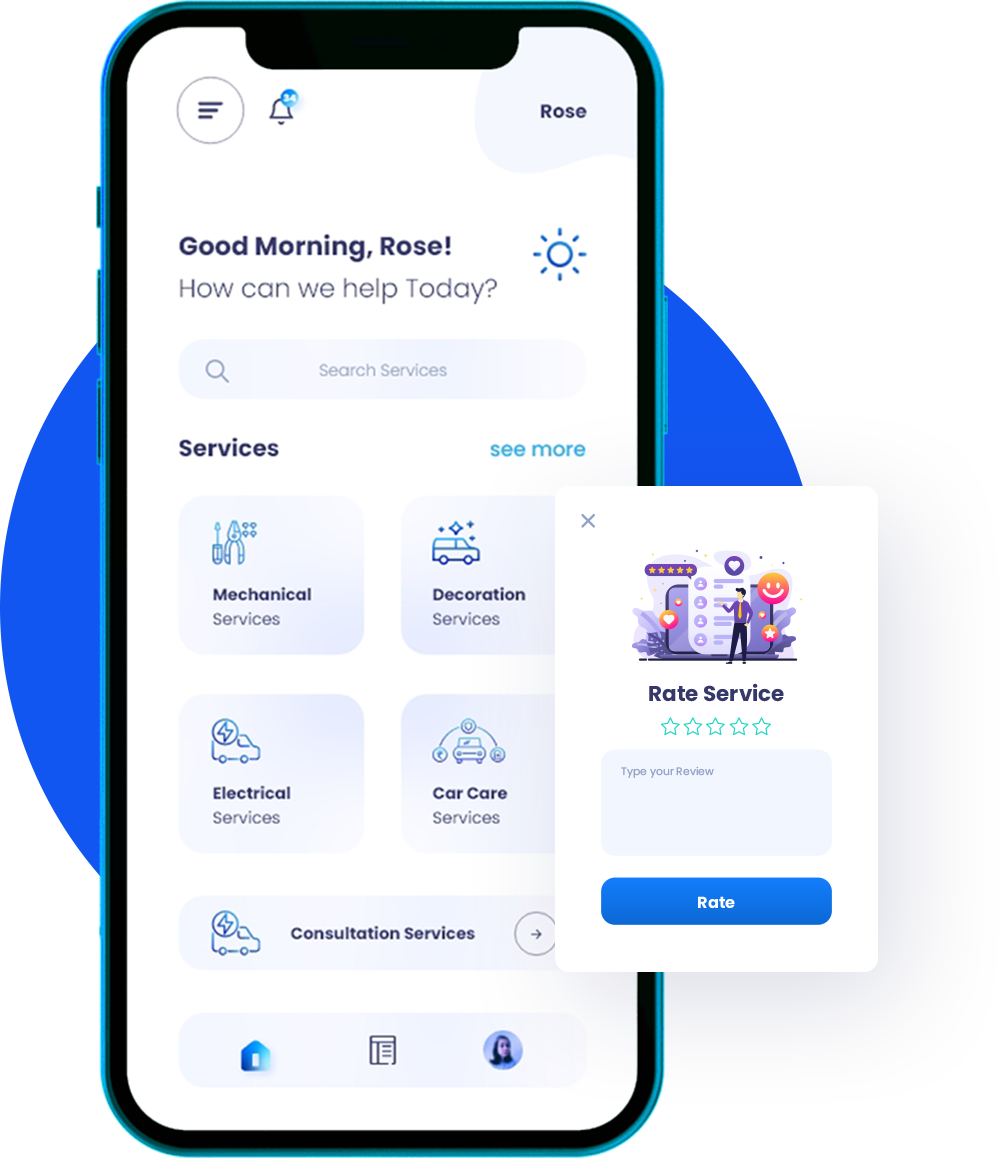 34
Rose
Good Morning, Rose!
How can we help Today?
Search Services
Services
see more
Mechanical
Services
Decoration
Services
Electrical
Services
Car Care
Services
Consultation Services
Rate Service
Type your Review
Rate